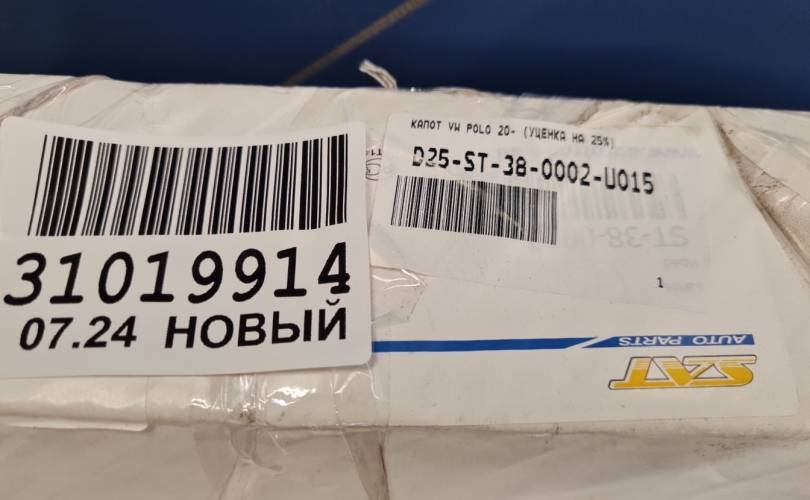 КАПОТ VW POLO 20- (УЦЕНКА НА 25%)
D25-ST-38-0002-U015
1
31019914
07.24 НОВЫЙ
AUTO PARTS
SAT